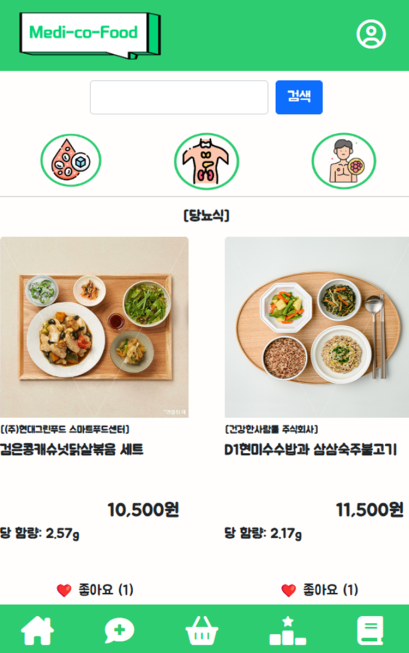 Medi-co-Food
검색
[당뇨식]
[(주)현대그린푸드 스마트푸드센터]
검은콩캐슈넛닭살볶음 세트
10,500원
당 함량: 2.57g
좋아요 (1)
[건강한사람들 주식회사]
D1현미수수밥과 삼삼숙주불고기
11,500원
당 함량: 2.17g
좋아요 (1)